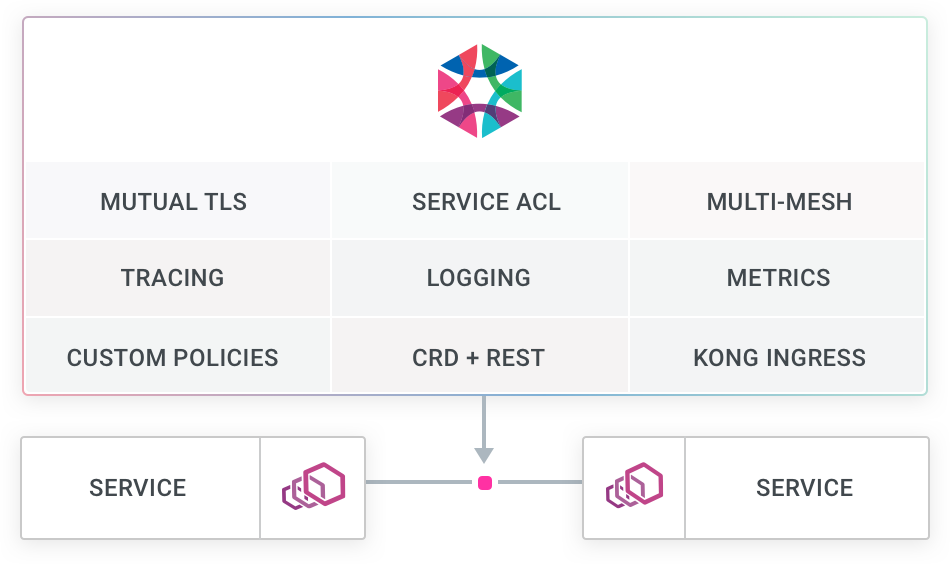 MUTUAL TLS
SERVICE ACL
MULTI-MESH
TRACING
LOGGING
METRICS
CUSTOM POLICIES
CRD + REST
KONG INGRESS
SERVICE
SERVICE